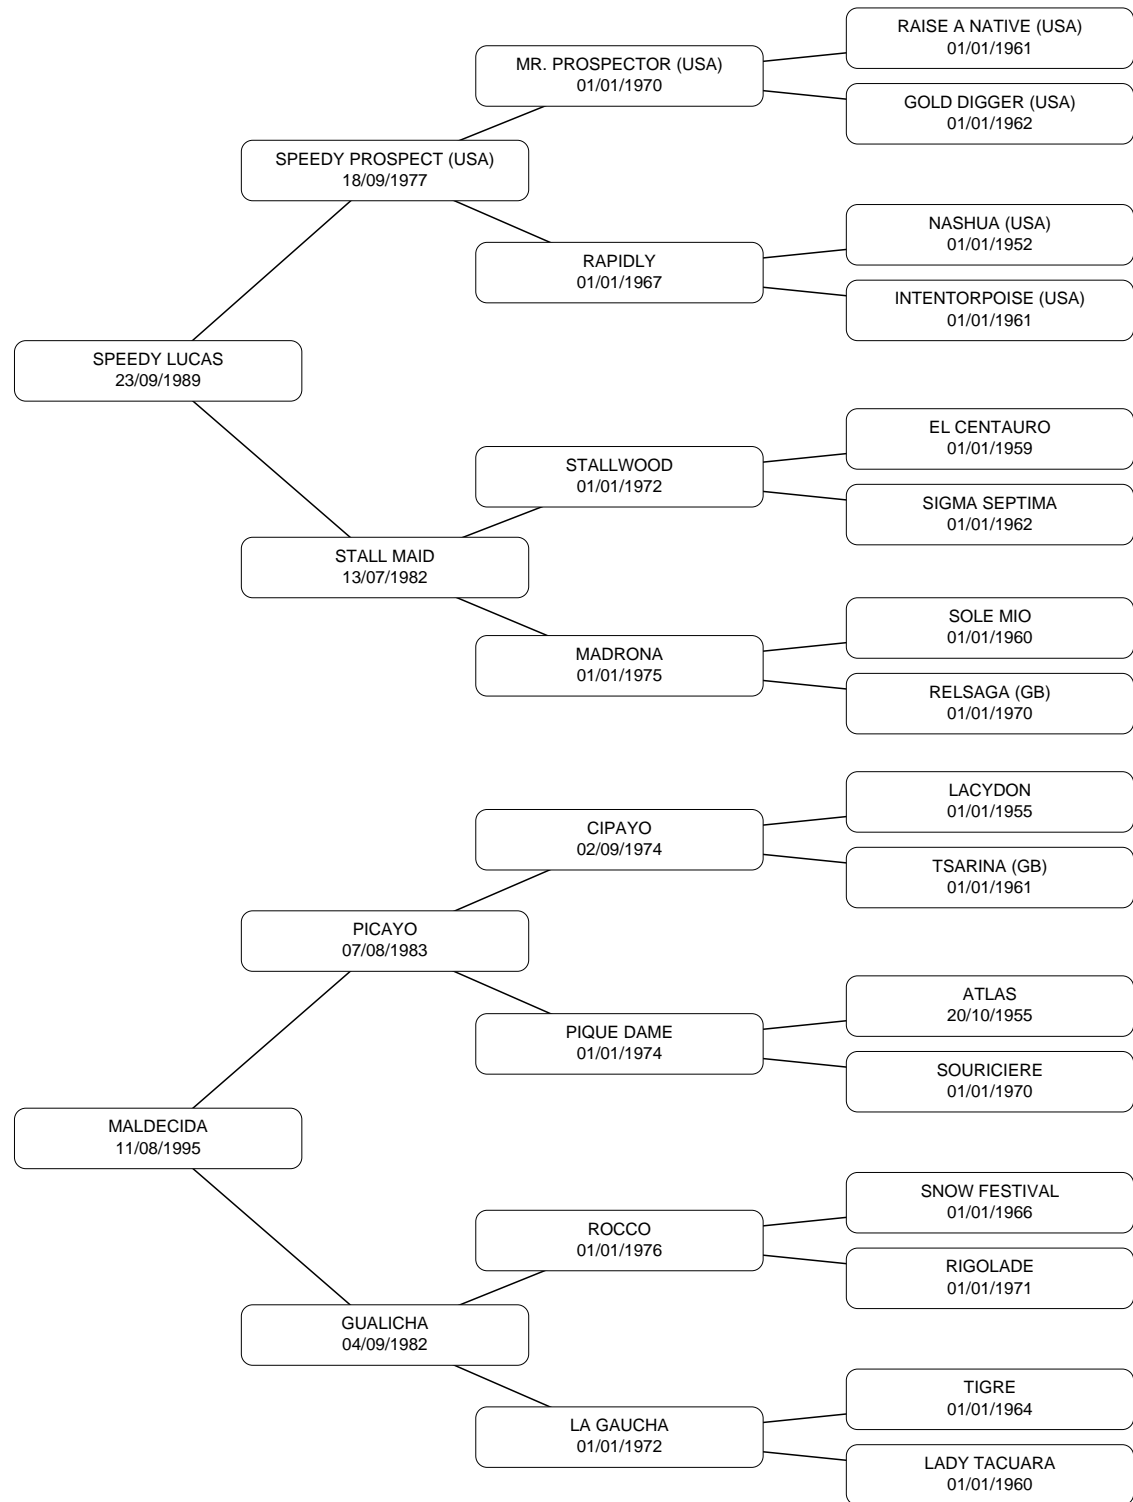 RAISE A NATIVE (USA)
01/01/1961
MR. PROSPECTOR (USA)
01/01/1970
GOLD DIGGER (USA)
01/01/1962
SPEEDY PROSPECT (USA)
18/09/1977
NASHUA (USA)
01/01/1952
RAPIDLY
01/01/1967
INTENTORPOISE (USA)
01/01/1961
SPEEDY LUCAS
23/09/1989
EL CENTAURO
01/01/1959
STALLWOOD
01/01/1972
SIGMA SEPTIMA
01/01/1962
STALL MAID
13/07/1982
SOLE MIO
01/01/1960
MADRONA
01/01/1975
RELSAGA (GB)
01/01/1970
LACYDON
01/01/1955
CIPAYO
02/09/1974
TSARINA (GB)
01/01/1961
PICAYO
07/08/1983
ATLAS
20/10/1955
PIQUE DAME
01/01/1974
SOURICIERE
01/01/1970
MALDECIDA
11/08/1995
SNOW FESTIVAL
01/01/1966
ROCCO
01/01/1976
RIGOLADE
01/01/1971
GUALICHA
04/09/1982
TIGRE
01/01/1964
LA GAUCHA
01/01/1972
LADY TACUARA
01/01/1960